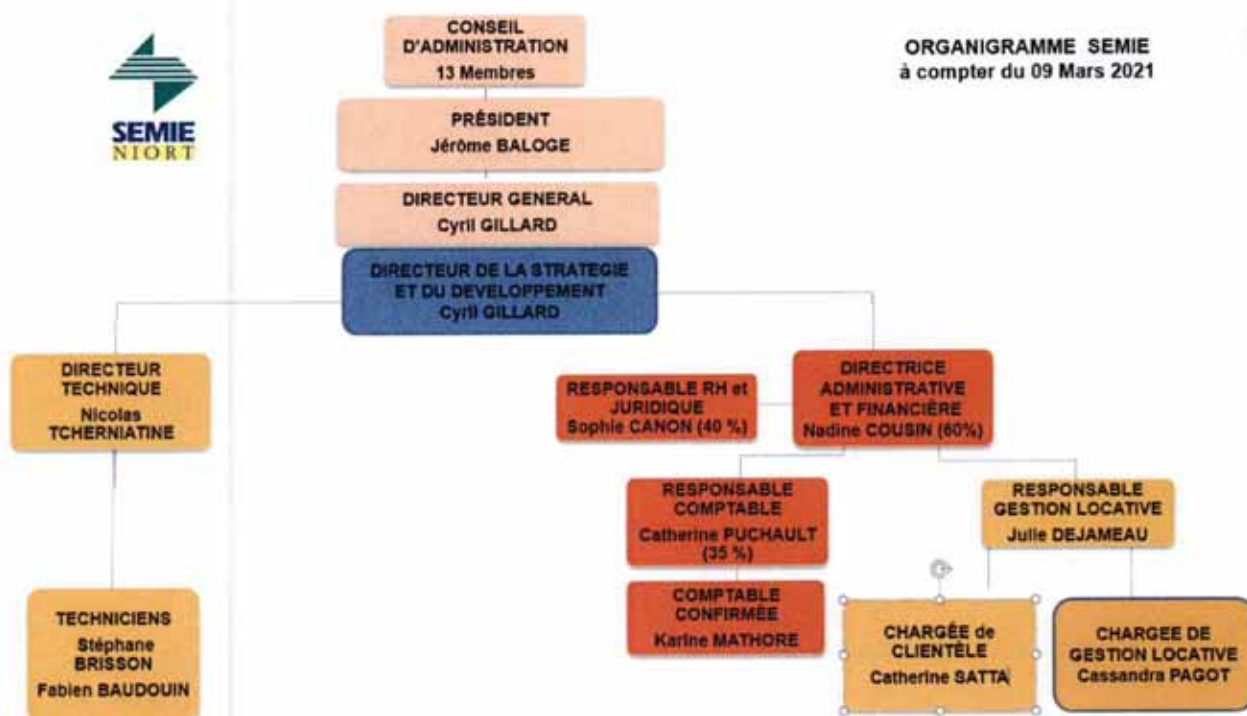 SEMIE
NIORT
ORGANIGRAMME SEMIE
à compter du 09 Mars 2021
CONSEIL
D'ADMINISTRATION
13 Membres
PRÉSIDENT
Jérôme BALOGE
DIRECTEUR GENERAL
Cyril GILLARD
DIRECTEUR DE LA STRATEGIE
ET DU DEVELOPPEMENT
Cyril GILLARD
DIRECTEUR
TECHNIQUE
Nicolas
TCHERNIATINE
RESPONSABLE RH et
JURIDIQUE
Sophie CANON (40 %)
DIRECTRICE
ADMINISTRATIVE
ET FINANCIÈRE
Nadine COUSIN (60%)
RESPONSABLE
COMPTABLE
Catherine PUCHAULT
(35 %)
RESPONSABLE
GESTION LOCATIVE
Julie DEJAMEAU
TECHNICIENS
Stéphane
BRISSON
Fabien BAUDOUIN
COMPTABLE
CONFIRMÉE
Karine MATHORE
CHARGÉE de
CLIENTÈLE
Catherine SATTA
CHARGEE DE
GESTION LOCATIVE
Cassandra PAGOT